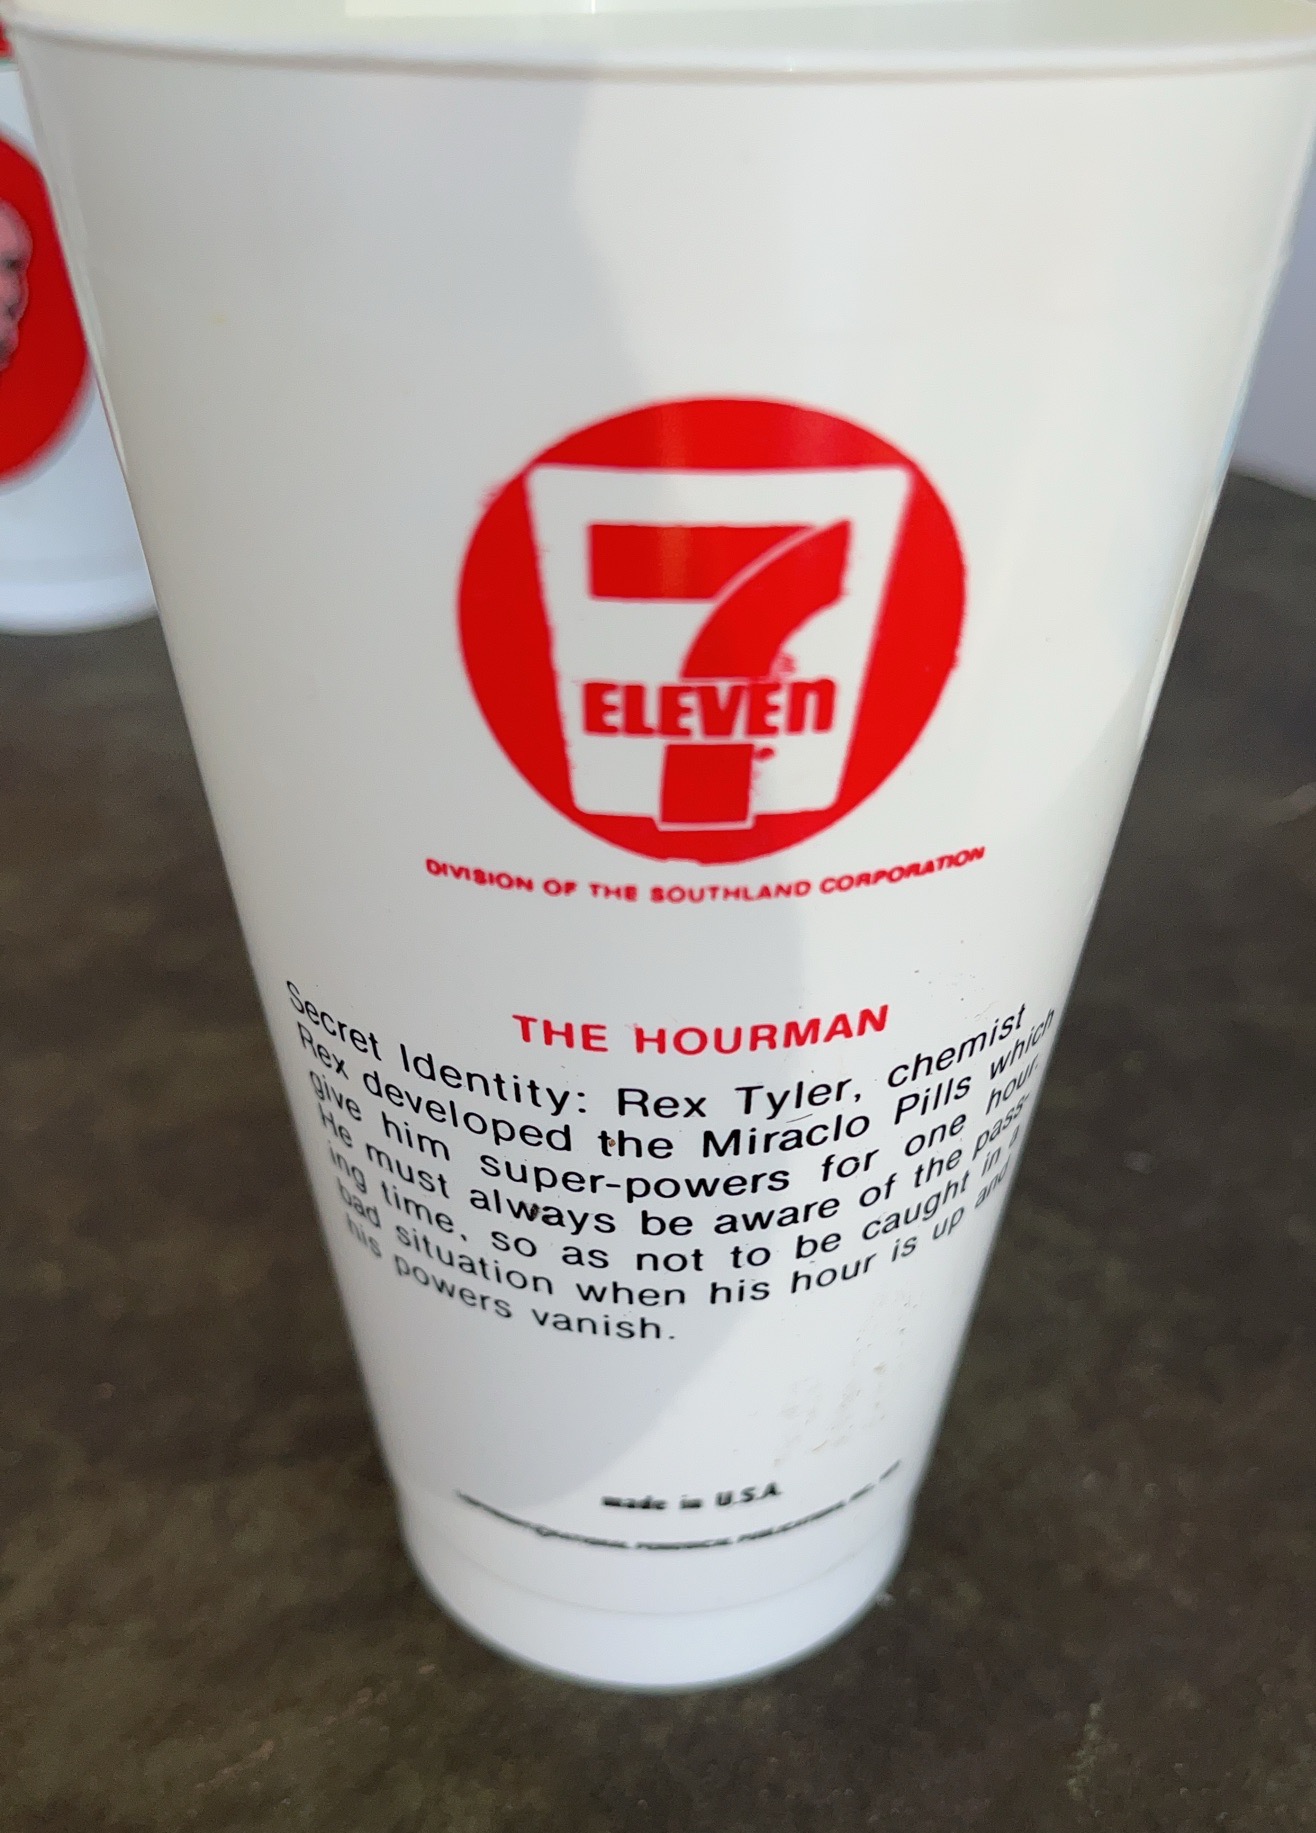 7
ELEVEn
DIVISION OF THE SOUTHLAND CORPORATION
THE HOURMAN
Secret Identity: Rex Tyler, chemist
Rex developed the Miraclo Pills which
give him super-powers for one hour.
He must always be aware of the pass-
ing time, so as not to be caught in a
bad situation when his hour is up and
his powers vanish.
made in U.S.A.
PERIODICAL PUBLICATIONS, INC.